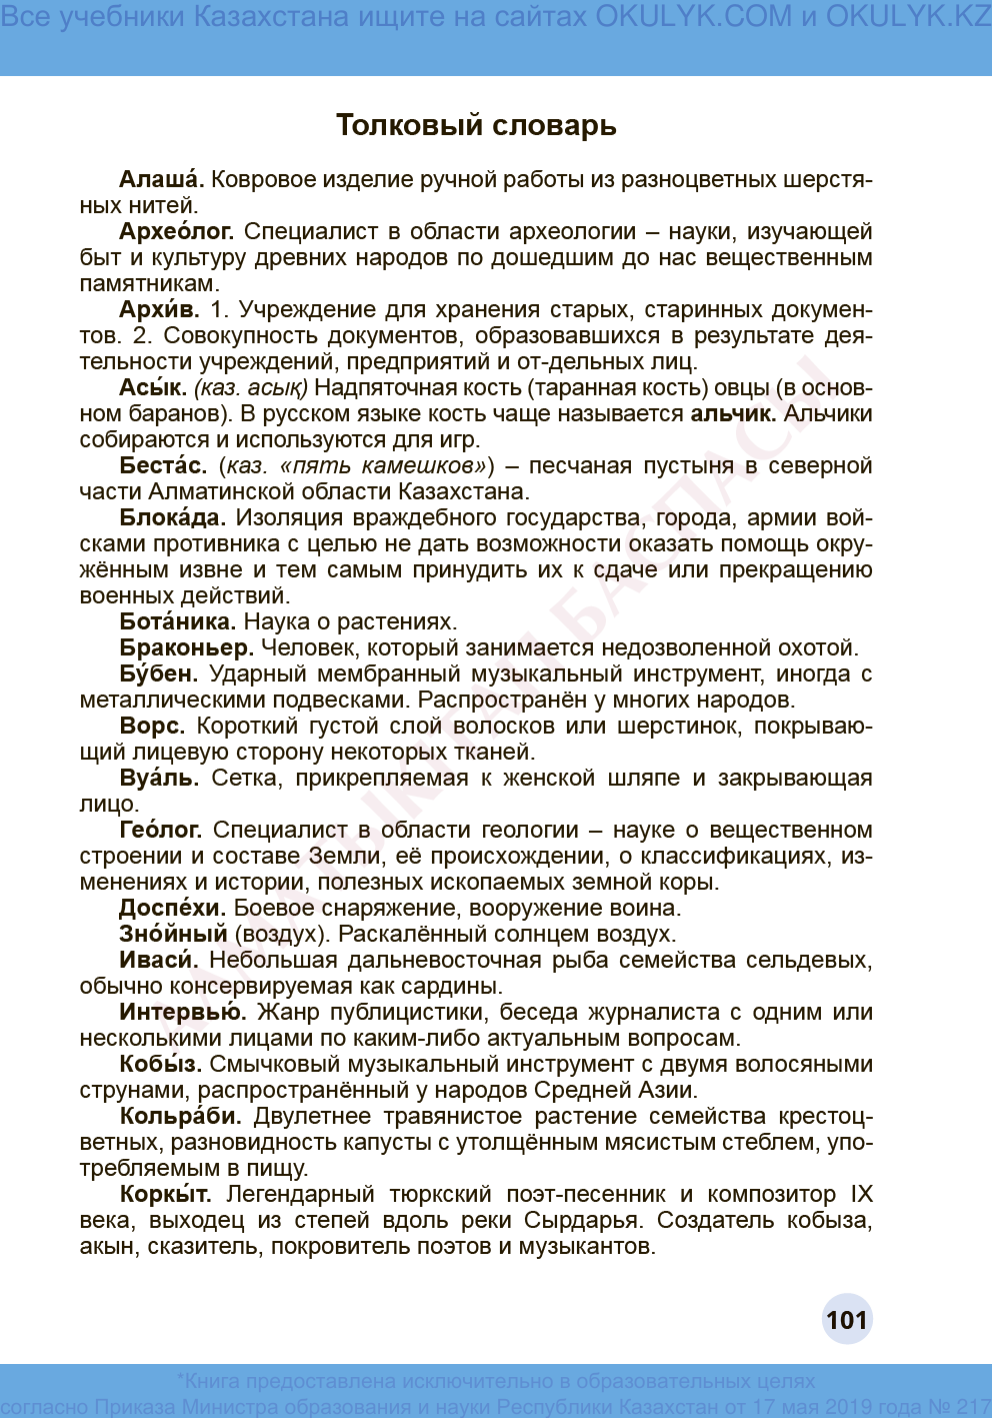 Все учебники Казахстана ищите на сайтах OKULYK.COM и OKULYK.KZ
Толковый словарь
Алаша́. Ковровое изделие ручной работы из разноцветных шерстя-
ных нитей.
Архео́лог. Специалист в области археологии – науки, изучающей
быт и культуру древних народов по дошедшим до нас вещественным
памятникам.
Архи́в. 1. Учреждение для хранения старых, старинных докумен-
тов. 2. Совокупность документов, образовавшихся в результате дея-
тельности учреждений, предприятий и от-дельных лиц.
Асы́к. (каз. асық) Надпяточная кость (таранная кость) овцы (в основ-
ном баранов). В русском языке кость чаще называется альчик. Альчики
собираются и используются для игр.
Беста́с. (каз. «пять камешков») – песчаная пустыня в северной
части Алматинской области Казахстана.
Блока́да. Изоляция враждебного государства, города, армии вой-
сками противника с целью не дать возможности оказать помощь окру-
жённым извне и тем самым принудить их к сдаче или прекращению
военных действий.
Бота́ника. Наука о растениях.
Браконьер. Человек, который занимается недозволенной охотой.
Бу́бен. Ударный мембранный музыкальный инструмент, иногда с
металлическими подвесками. Распространён у многих народов.
Ворс. Короткий густой слой волосков или шерстинок, покрываю-
щий лицевую сторону некоторых тканей.
Вуа́ль. Сетка, прикрепляемая к женской шляпе и закрывающая
лицо.
Гео́лог. Специалист в области геологии – науке о вещественном
строении и составе Земли, её происхождении, о классификациях, из-
менениях и истории, полезных ископаемых земной коры.
Доспе́хи. Боевое снаряжение, вооружение воина.
Зно́йный (воздух). Раскалённый солнцем воздух.
Иваси́. Небольшая дальневосточная рыба семейства сельдевых,
обычно консервируемая как сардины.
Интервью́. Жанр публицистики, беседа журналиста с одним или
несколькими лицами по каким-либо актуальным вопросам.
Кобы́з. Смычковый музыкальный инструмент с двумя волосяными
струнами, распространённый у народов Средней Азии.
Кольра́би. Двулетнее травянистое растение семейства крестоц-
ветных, разновидность капусты с утолщённым мясистым стеблем, упо-
требляемым в пищу.
Коркы́т. Легендарный тюркский поэт-песенник и композитор IX
века, выходец из степей вдоль реки Сырдарья. Создатель кобыза,
акын, сказитель, покровитель поэтов и музыкантов.
АЛМАТЫКІТАП БАСПАСЫ
101
*Книга предоставлена исключительно в образовательных целях
согласно Приказа Министра образования и науки Республики Казахстан от 17 мая 2019 года № 217